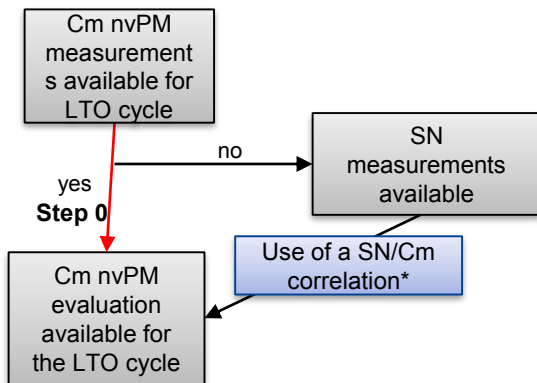 Cm nvPM
measurement
s available for
LTO cycle
no
SN
measurements
available
yes
Step 0
Use of a SN/Cm
correlation*
Cm nvPM
evaluation
available for
the LTO cycle